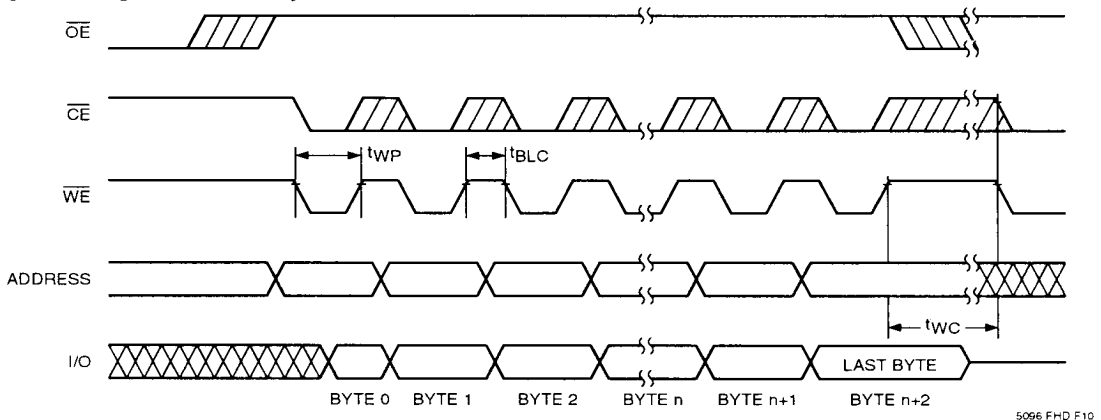 OE
CE
tWP
tBLC
WE
ADDRESS
tWC
I/O
LAST BYTE
BYTE 0 BYTE 1 BYTE 2 BYTE n BYTE n+1 BYTE n+2
5096 FHD F10